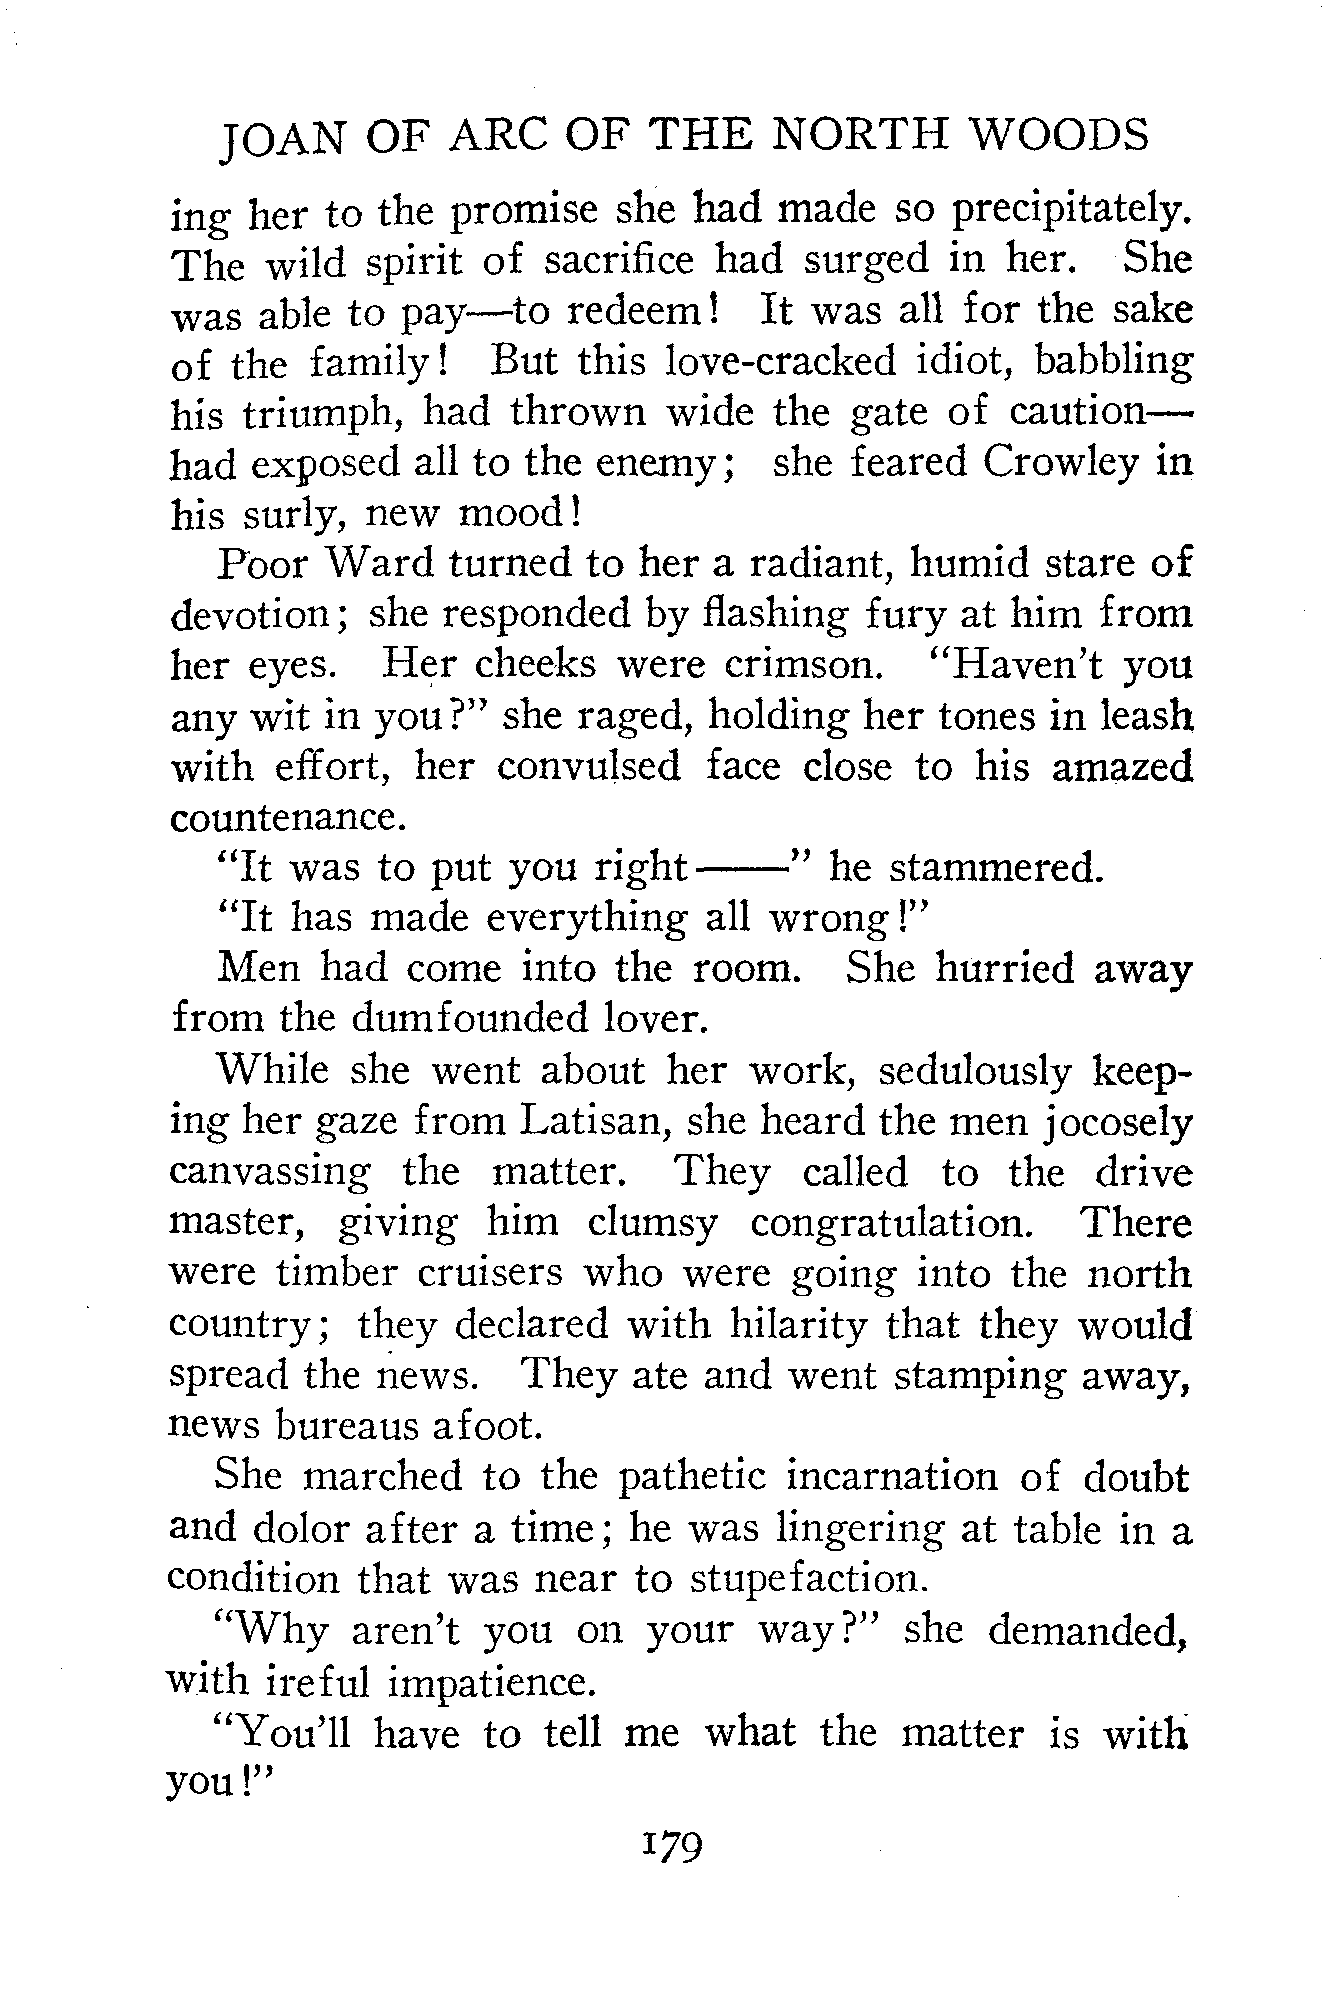 JOAN OF ARC OF THE NORTH WOODS
ing her to the promise she had made so precipitately.
The wild spirit of sacrifice had surged in her. She
was able to pay—to redeem! It was all for the sake
of the family! But this love-cracked idiot, babbling
his triumph, had thrown wide the gate of caution—
had exposed all to the enemy; she feared Crowley in
his surly, new mood!
Poor Ward turned to her a radiant, humid stare of
devotion; she responded by flashing fury at him from
her eyes. Her cheeks were crimson. "Haven't you
any wit in you?" she raged, holding her tones in leash
with effort, her convulsed face close to his amazed
countenance.
"It was to put you right——" he stammered.
"It has made everything all wrong!"
Men had come into the room. She hurried away
from the dumfounded lover.
While she went about her work, sedulously keep-
ing her gaze from Latisan, she heard the men jocosely
canvassing the matter. They called to the drive
master, giving him clumsy congratulation. There
were timber cruisers who were going into the north
country; they declared with hilarity that they would
spread the news. They ate and went stamping away,
news bureaus afoot.
She marched to the pathetic incarnation of doubt
and dolor after a time; he was lingering at table in a
condition that was near to stupefaction.
"Why aren't you on your way?" she demanded,
with ireful impatience.
"You'll have to tell me what the matter is with
you!"
179